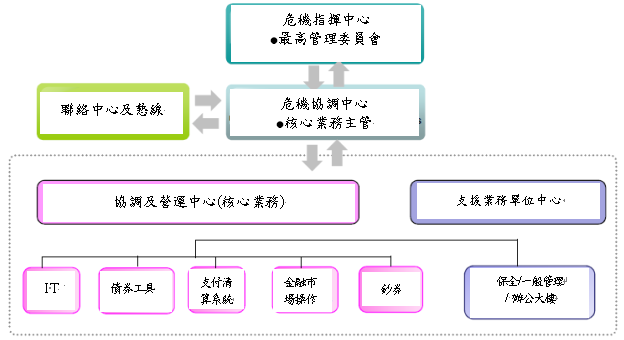 危機指揮中心
●最高管理委員會
聯絡中心及熱線
危機協調中心
●核心業務主管
協調及營運中心(核心業務)
支援業務單位中心
IT
債券工具
支付清
算系統
金融市
場操作
鈔券
保全/一般管理
/辦公大樓